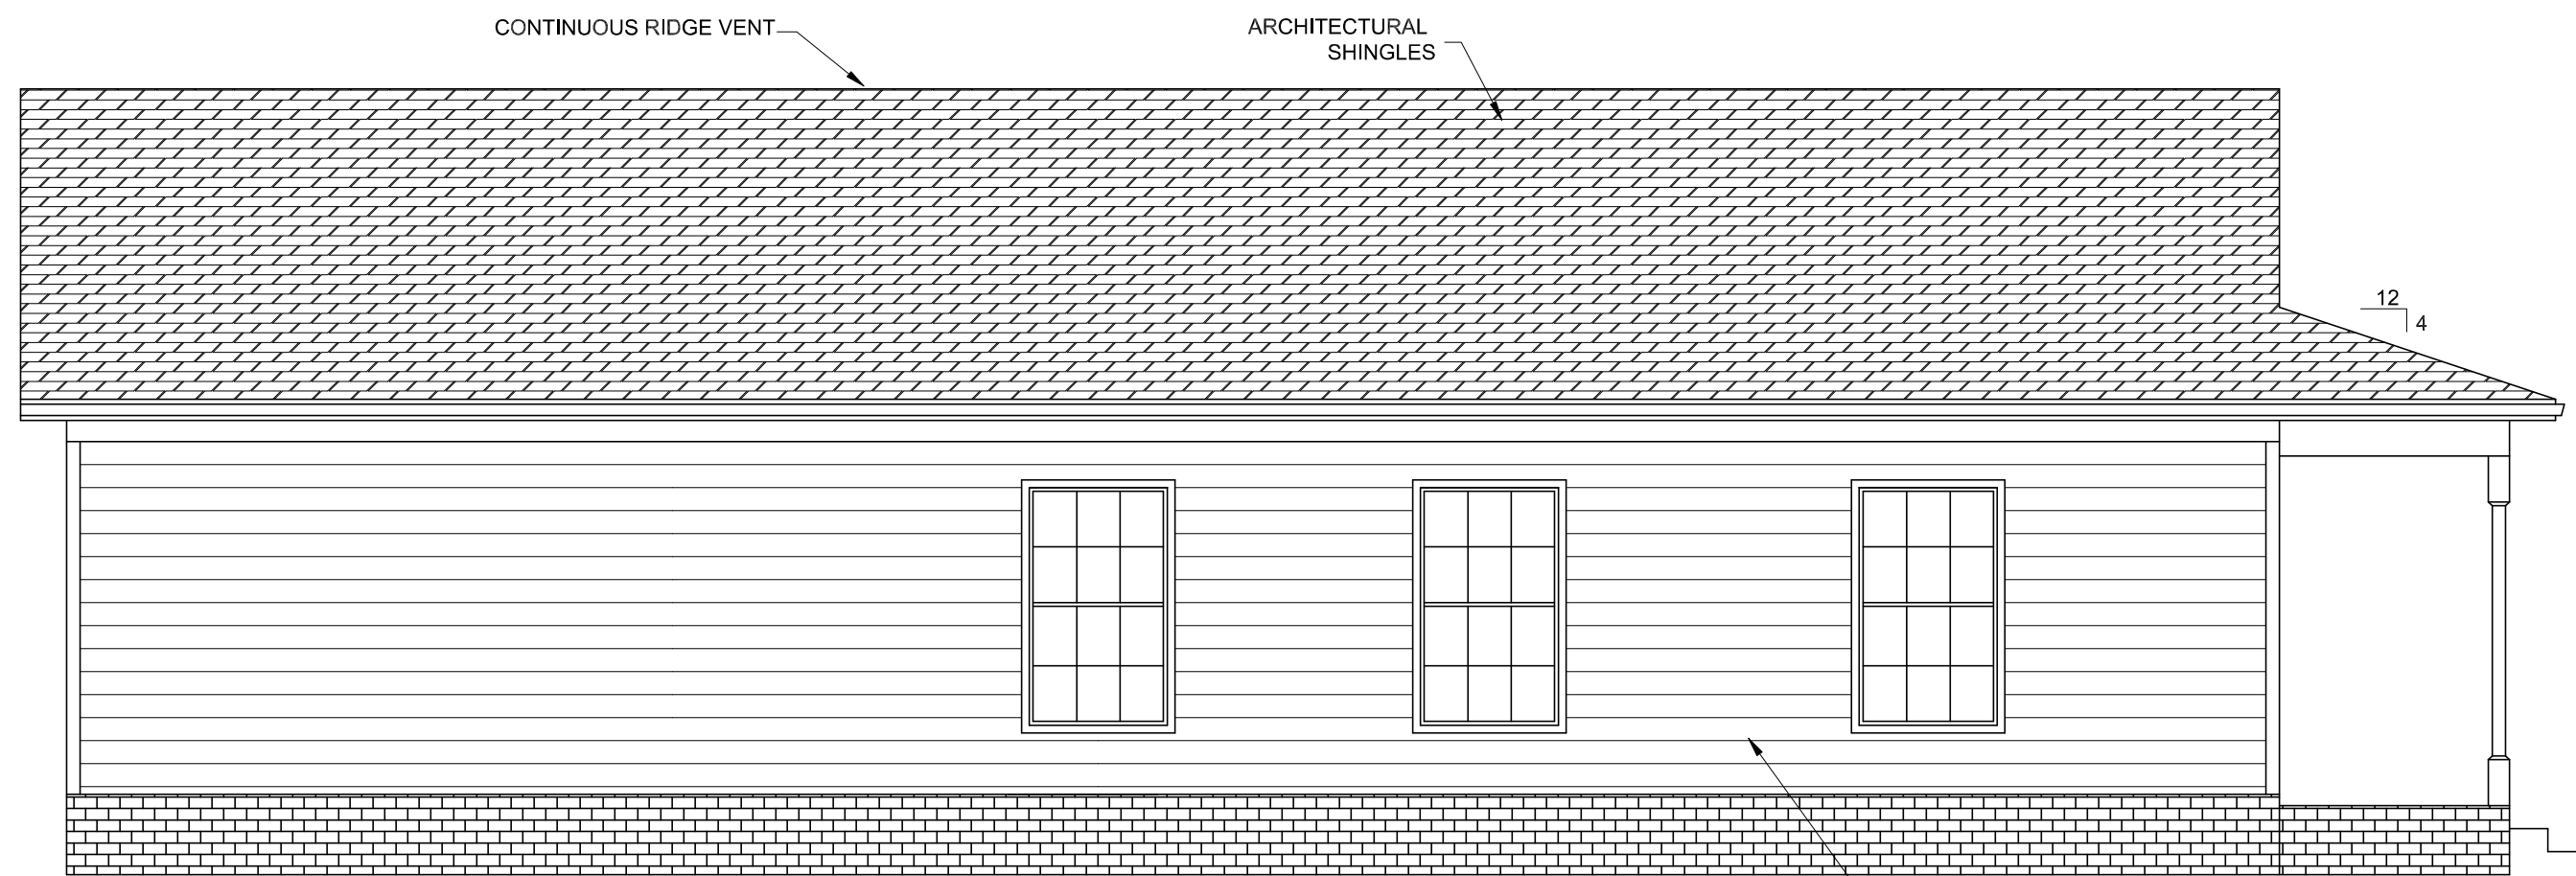 CONTINUOUS RIDGE VENT
ARCHITECTURAL
SHINGLES
12
4